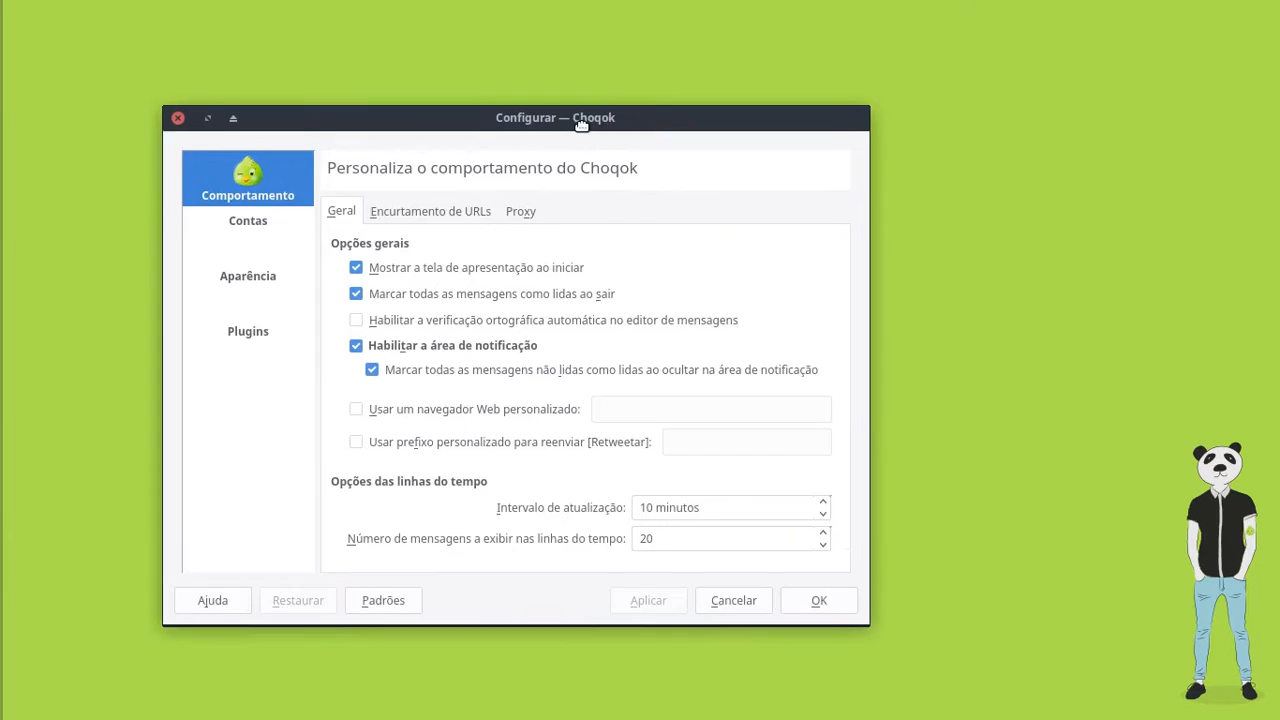 Configurar — Choqok
Comportamento
Contas
Aparência
Plugins
Personaliza o comportamento do Choqok
Geral
Encurtamento de URLs
Proxy
Opções gerais
Mostrar a tela de apresentação ao iniciar
Marcar todas as mensagens como lidas ao sair
Habilitar a verificação ortográfica automática no editor de mensagens
Habilitar a área de notificação
Marcar todas as mensagens não lidas como lidas ao ocultar na área de notificação
Usar um navegador Web personalizado:
Usar prefixo personalizado para reenviar [Retweetar]:
Opções das linhas do tempo
Intervalo de atualização: 10 minutos
Número de mensagens a exibir nas linhas do tempo: 20
Ajuda
Restaurar
Padrões
Aplicar
Cancelar
OK